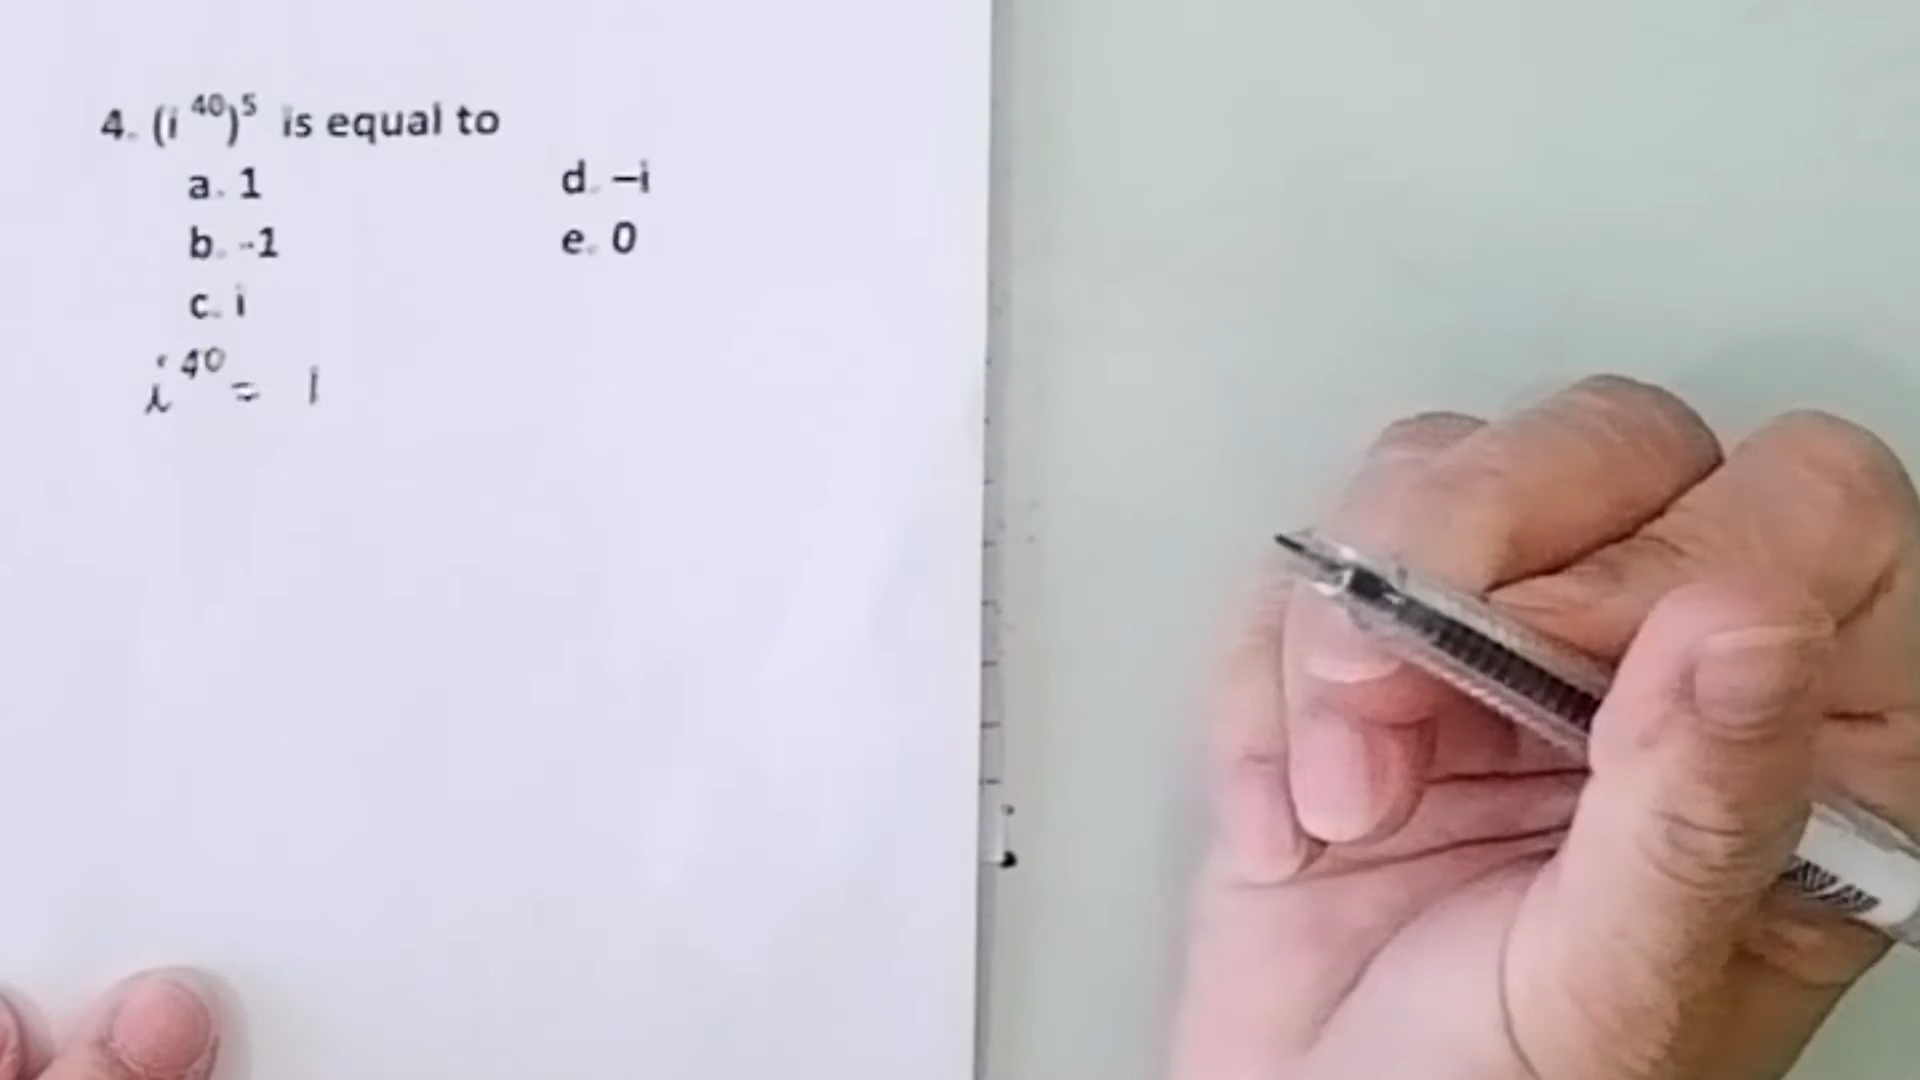 4. (i ⁴⁰)⁵ is equal to
a. 1
b. -1
c. i
d. –i
e. 0
i⁴⁰ = 1